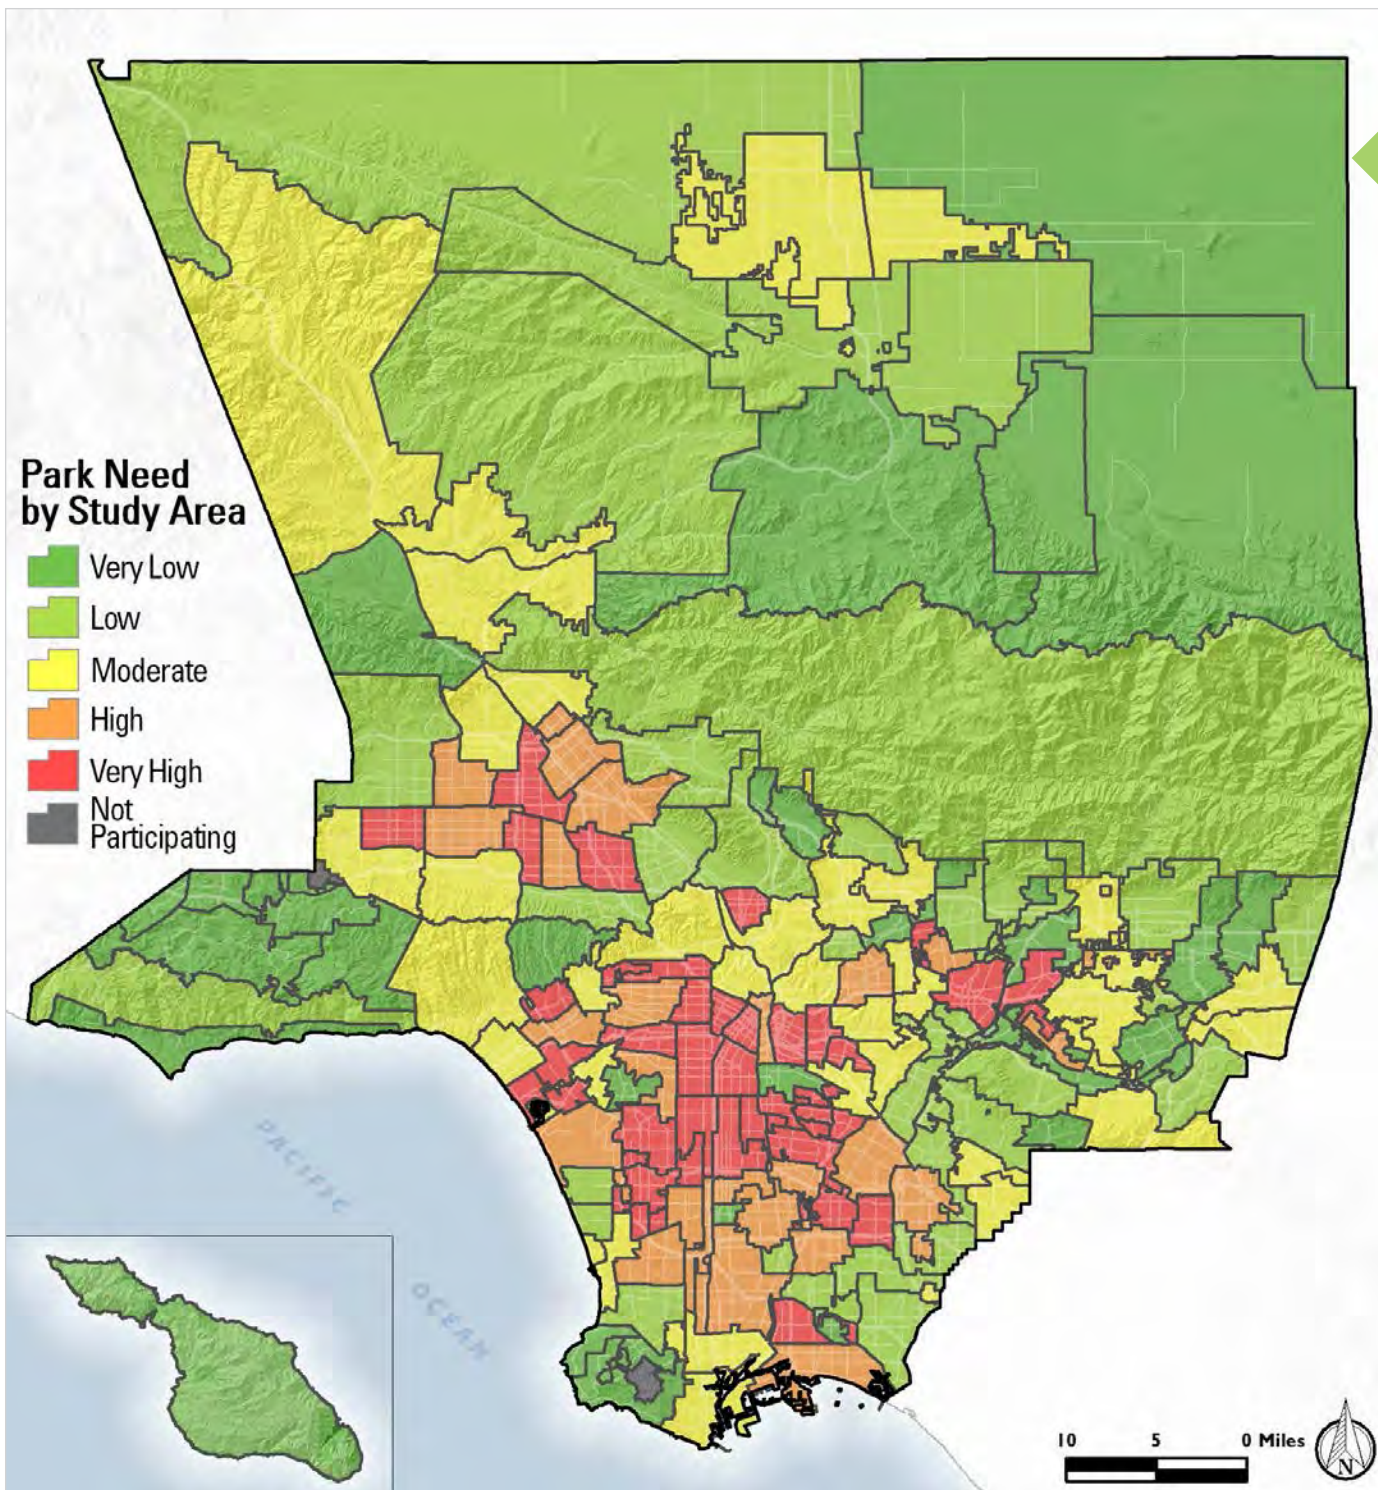 Park Need
by Study Area
Very Low
Low
Moderate
High
Very High
Not
Participating
PACIFIC
OCEAN
10 5 0 Miles
N